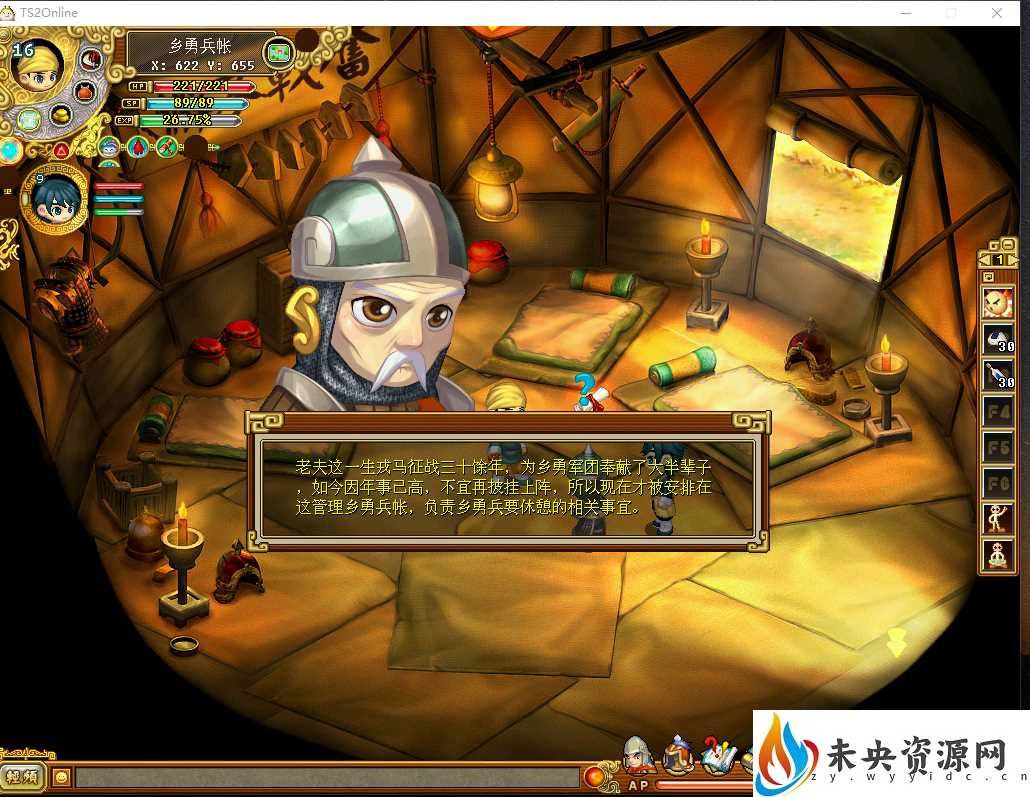 TS2Online
16
乡勇兵帐
X: 622 Y: 655
HP 221/221
SP 89/89
EXP 26.75%
9
奮
1
30
30
F4
F5
F6
老夫这一生戎马征战三十馀年，为乡勇军团奉献了大半辈子
，如今因年事已高，不宜再披挂上阵，所以现在才被安排在
这管理乡勇兵帐，负责乡勇兵要休憩的相关事宜。
輕頻
AP
未央资源网
zy.wyyidc.cn